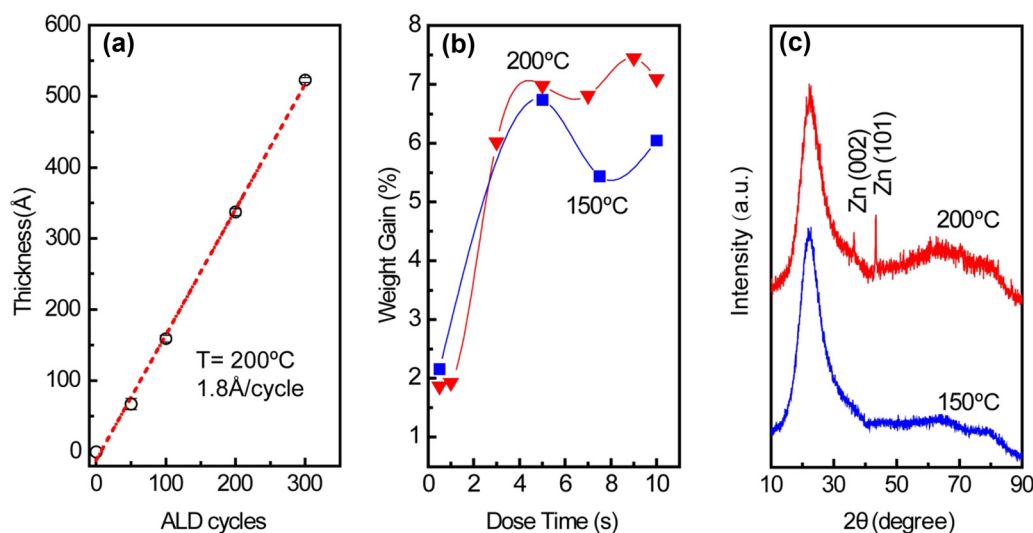 (a)
600
500
400
300
200
100
0
Thickness(Å)
T= 200ºC
1.8Å/cycle
0
100
200
300
ALD cycles
(b)
8
7
6
5
4
3
2
1
Weight Gain (%)
200ºC
150ºC
0
2
4
6
8
10
Dose Time (s)
(c)
Intensity (a.u.)
Zn (002)
Zn (101)
200ºC
150ºC
10
30
50
70
90
2θ (degree)